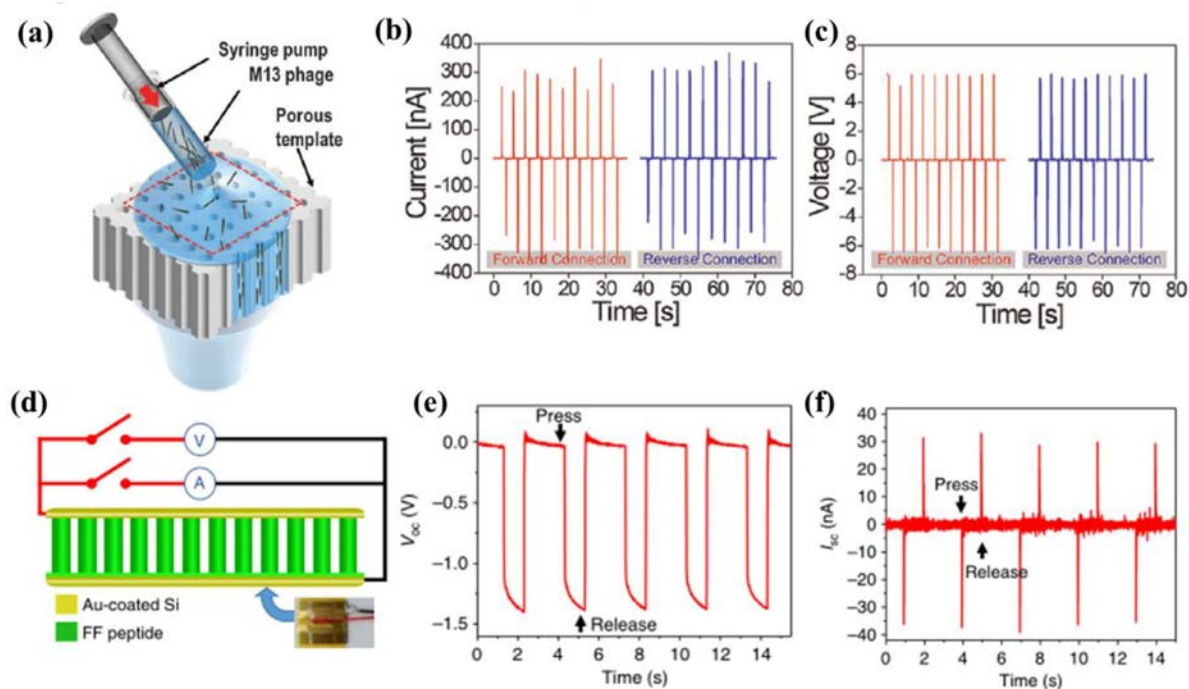 (a)
Syringe pump
M13 phage
Porous
template
(b)
Current [nA]
400
300
200
100
0
-100
-200
-300
-400
Forward Connection
Reverse Connection
0 10 20 30 40 50 60 70 80
Time [s]
(c)
Voltage [V]
8
6
4
2
0
-2
-4
-6
-8
Forward Connection
Reverse Connection
0 10 20 30 40 50 60 70 80
Time [s]
(d)
V
A
Au-coated Si
FF peptide
(e)
Voc (V)
0.0
−0.5
−1.0
−1.5
Press
Release
0 2 4 6 8 10 12 14
Time (s)
(f)
Isc (nA)
40
30
20
10
0
−10
−20
−30
−40
Press
Release
0 2 4 6 8 10 12 14
Time (s)